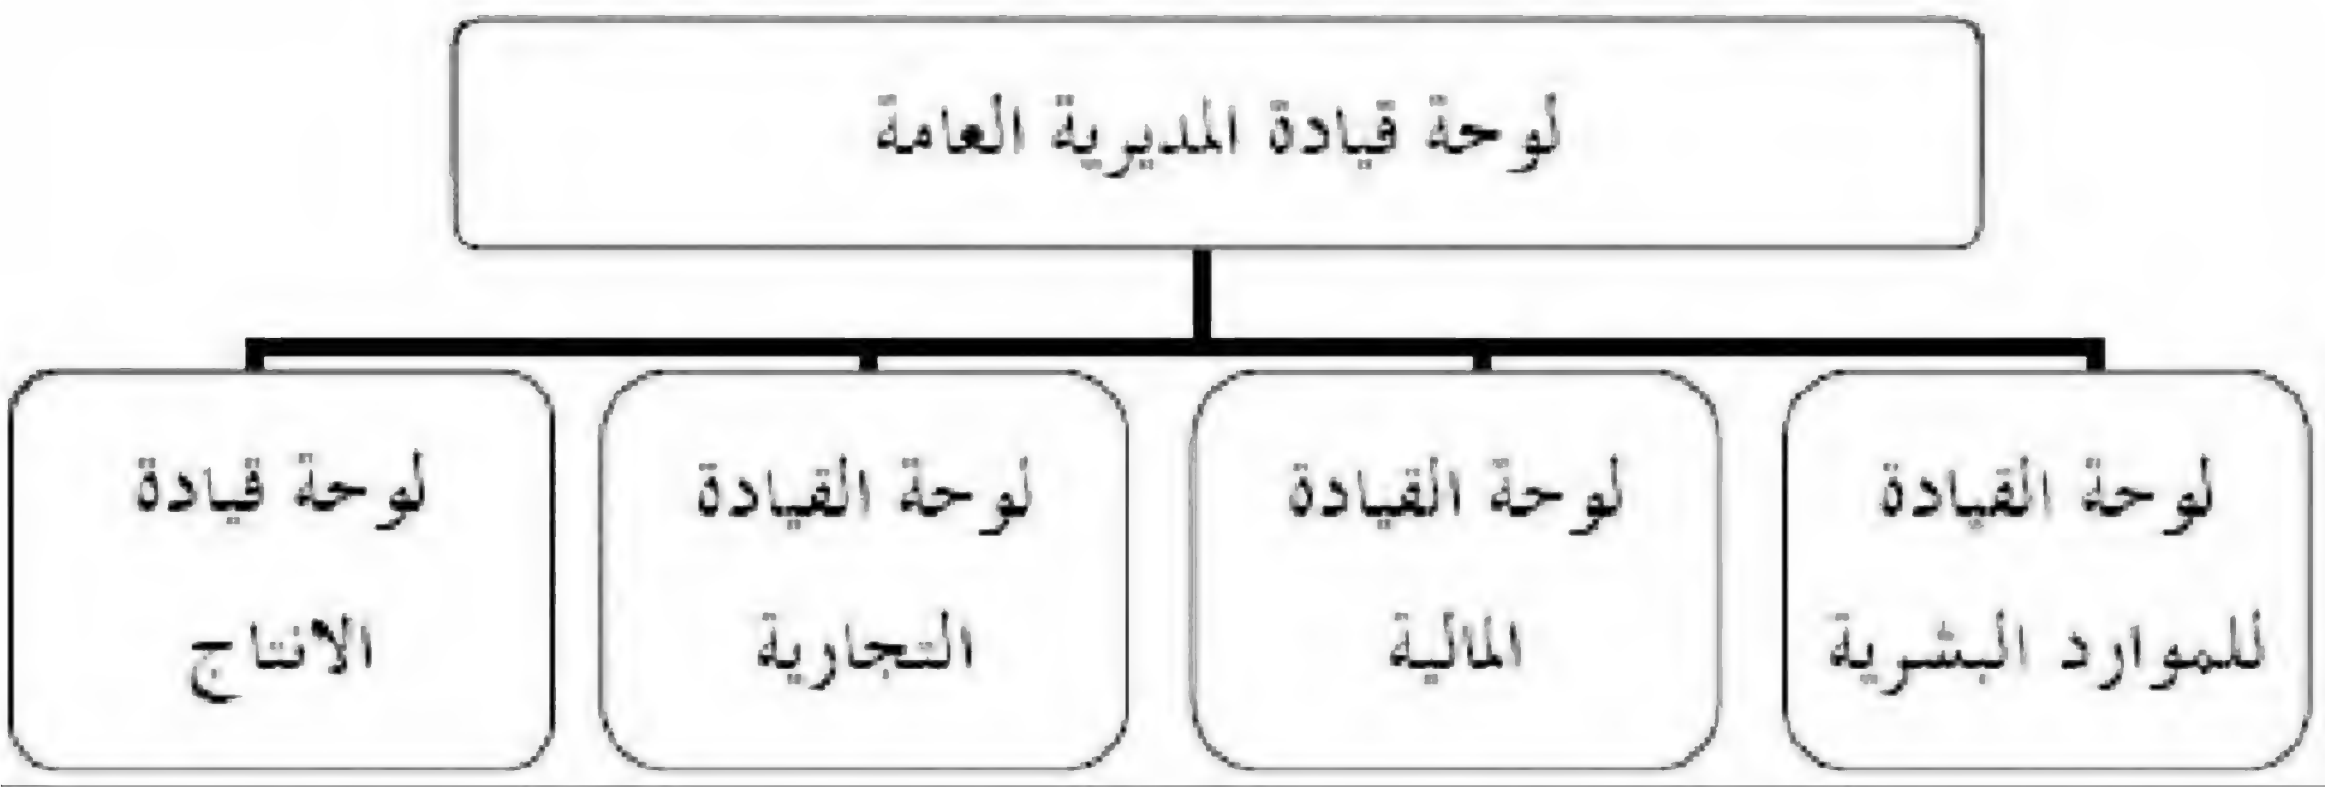 لوحة قيادة المديرية العامة
لوحة القيادة
للموارد البشرية
لوحة القيادة
المالية
لوحة القيادة
التجارية
لوحة قيادة
الانتاج